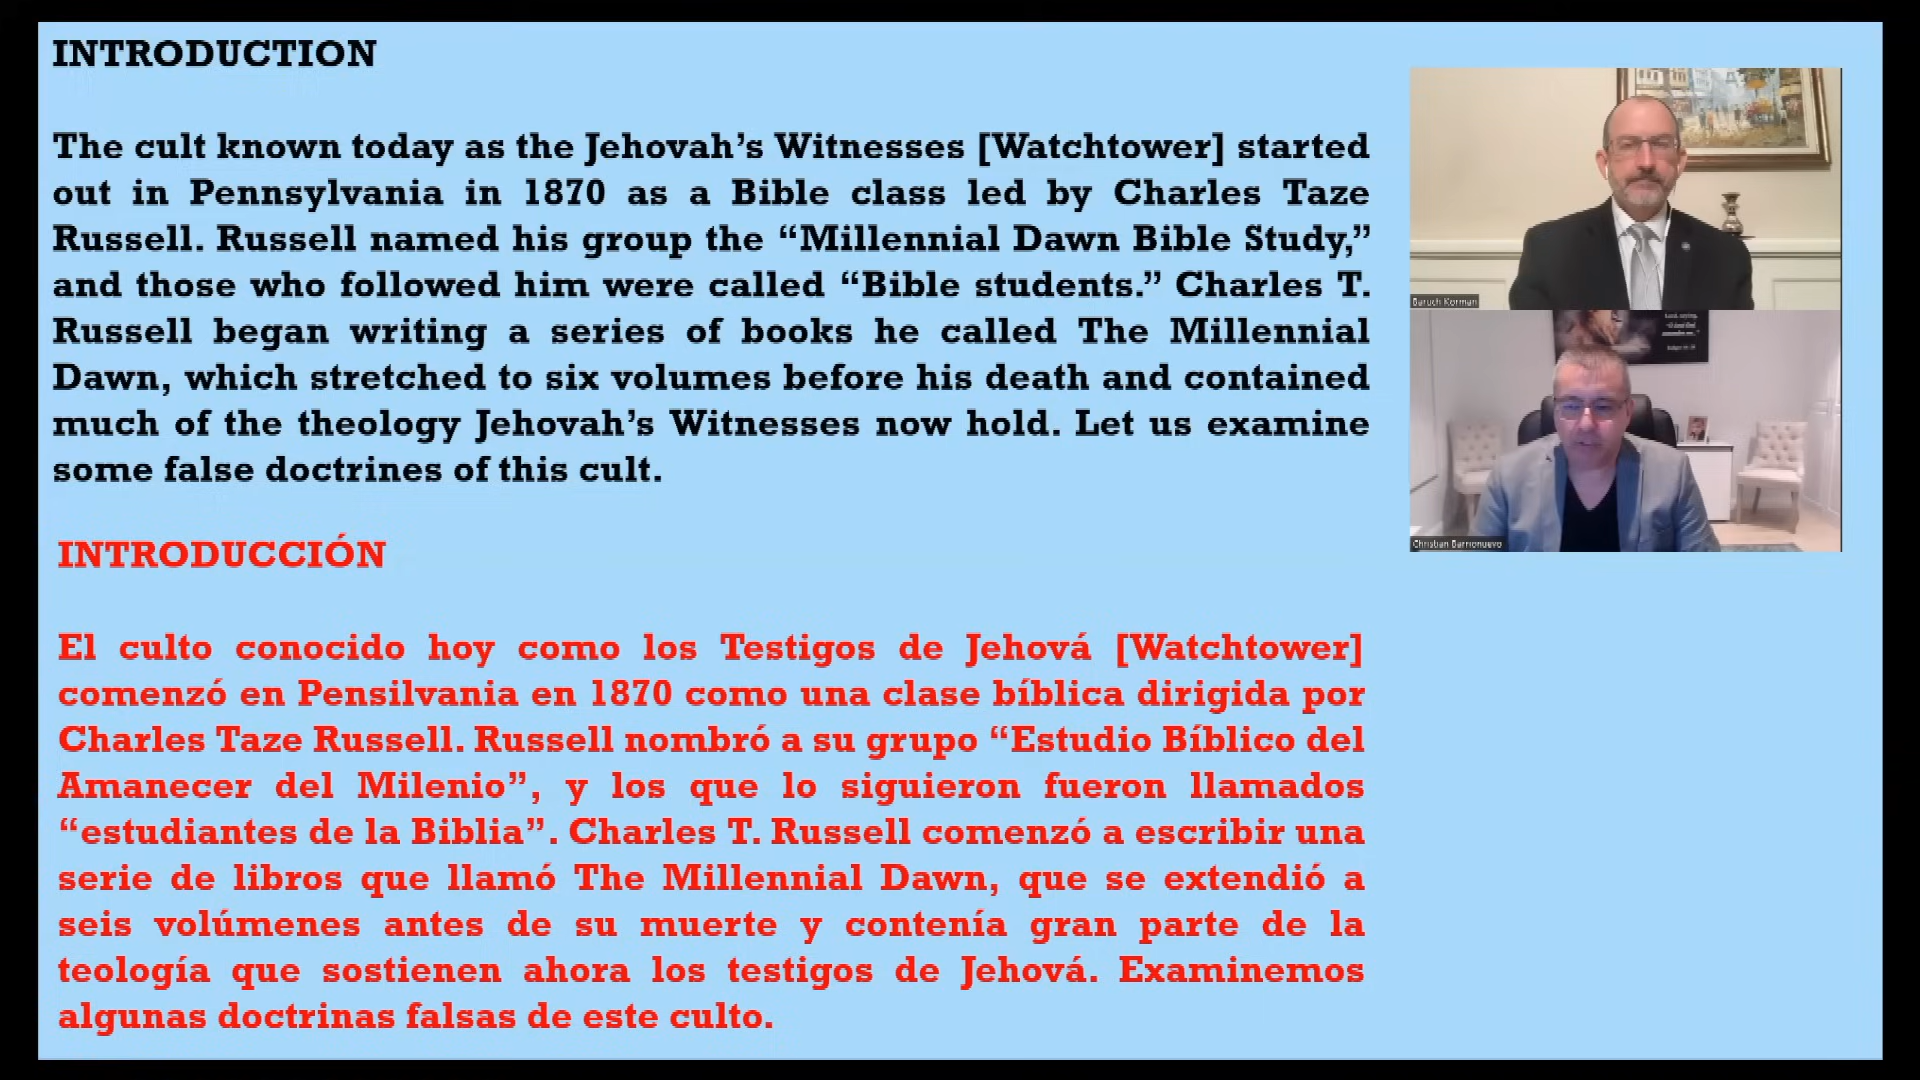 INTRODUCTION
The cult known today as the Jehovah’s Witnesses [Watchtower] started
out in Pennsylvania in 1870 as a Bible class led by Charles Taze
Russell. Russell named his group the “Millennial Dawn Bible Study,”
and those who followed him were called “Bible students.” Charles T.
Russell began writing a series of books he called The Millennial
Dawn, which stretched to six volumes before his death and contained
much of the theology Jehovah’s Witnesses now hold. Let us examine
some false doctrines of this cult.
INTRODUCCIÓN
El culto conocido hoy como los Testigos de Jehová [Watchtower]
comenzó en Pensilvania en 1870 como una clase bíblica dirigida por
Charles Taze Russell. Russell nombró a su grupo “Estudio Bíblico del
Amanecer del Milenio”, y los que lo siguieron fueron llamados
“estudiantes de la Biblia”. Charles T. Russell comenzó a escribir una
serie de libros que llamó The Millennial Dawn, que se extendió a
seis volúmenes antes de su muerte y contenía gran parte de la
teología que sostienen ahora los testigos de Jehová. Examinemos
algunas doctrinas falsas de este culto.
Baruch Korman
Christian Barrionuevo